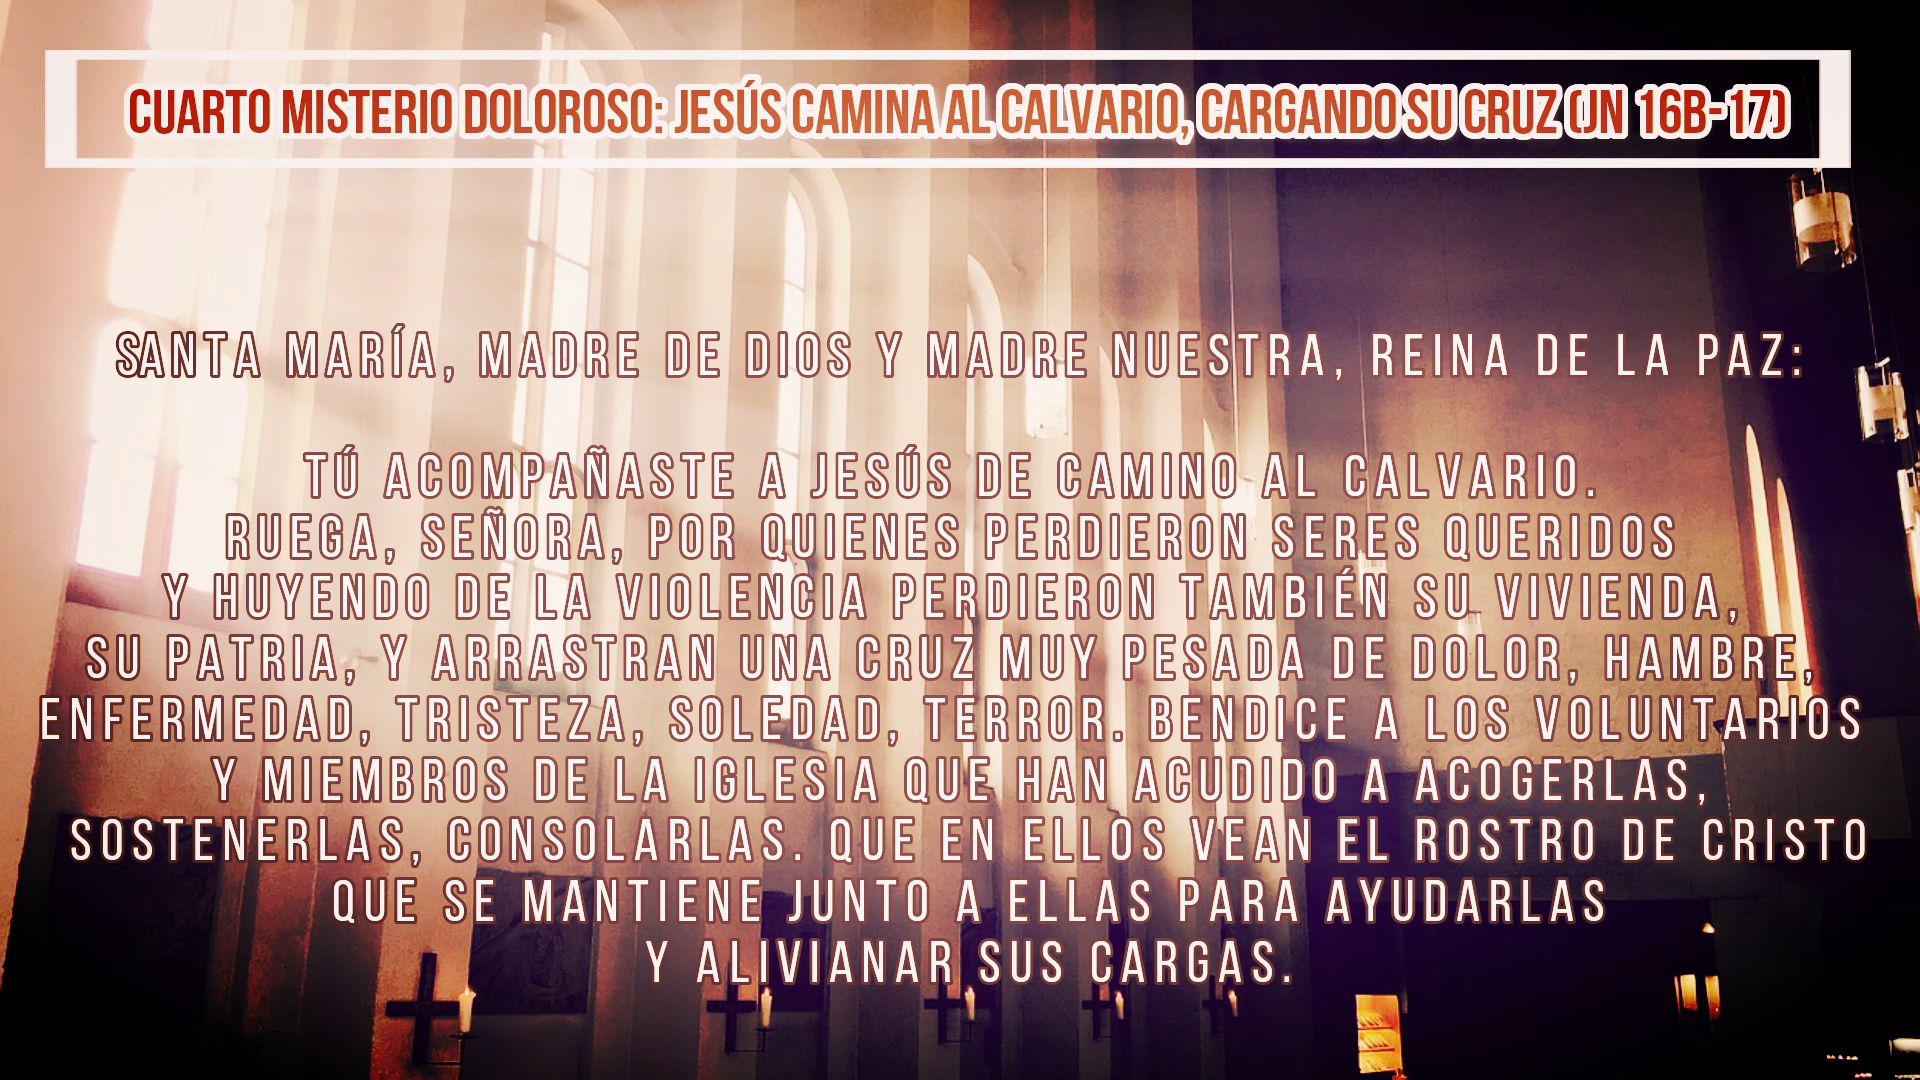 CUARTO MISTERIO DOLOROSO: JESÚS CAMINA AL CALVARIO, CARGANDO SU CRUZ (JN 16B-17)
SANTA MARÍA, MADRE DE DIOS Y MADRE NUESTRA, REINA DE LA PAZ:
TÚ ACOMPAÑASTE A JESÚS DE CAMINO AL CALVARIO.
RUEGA, SEÑORA, POR QUIENES PERDIERON SERES QUERIDOS
Y HUYENDO DE LA VIOLENCIA PERDIERON TAMBIÉN SU VIVIENDA,
SU PATRIA, Y ARRASTRAN UNA CRUZ MUY PESADA DE DOLOR, HAMBRE,
ENFERMEDAD, TRISTEZA, SOLEDAD, TERROR. BENDICE A LOS VOLUNTARIOS
Y MIEMBROS DE LA IGLESIA QUE HAN ACUDIDO A ACOGERLAS,
SOSTENERLAS, CONSOLARLAS. QUE EN ELLOS VEAN EL ROSTRO DE CRISTO
QUE SE MANTIENE JUNTO A ELLAS PARA AYUDARLAS
Y ALIVIANAR SUS CARGAS.